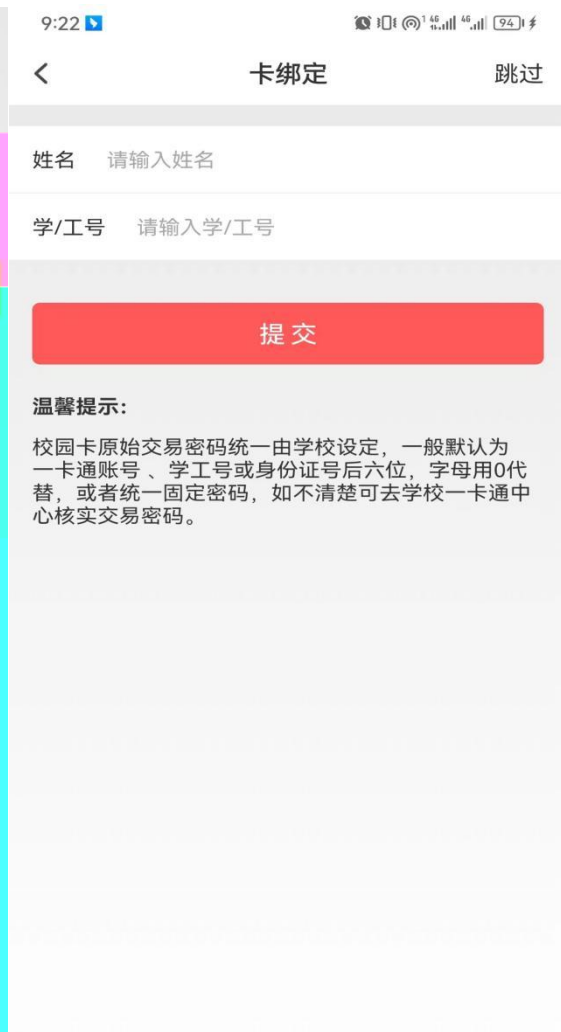 9:22
4G 4G 94
卡绑定 跳过
姓名 请输入姓名
学/工号 请输入学/工号
提交
温馨提示:
校园卡原始交易密码统一由学校设定，一般默认为
一卡通账号 、学工号或身份证号后六位，字母用0代
替，或者统一固定密码，如不清楚可去学校一卡通中
心核实交易密码。